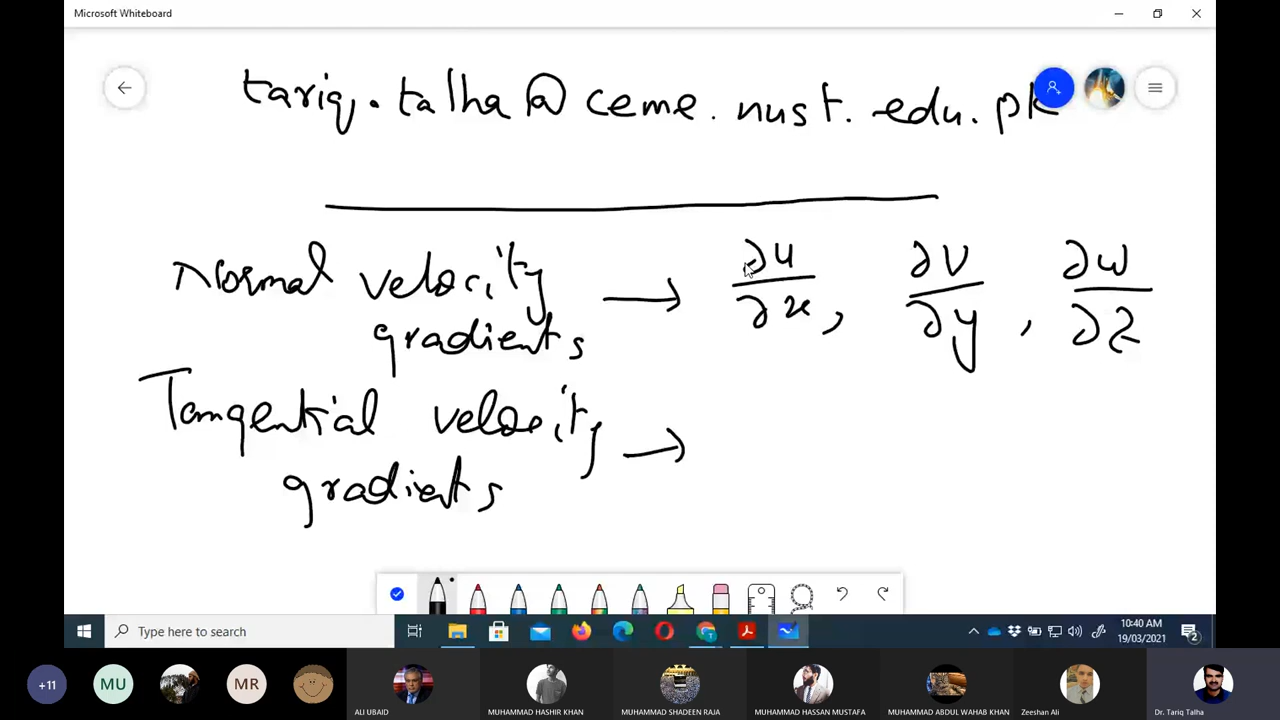 Microsoft Whiteboard
tariq.talha@ceme.nust.edu.pk
Normal velocity gradients → ∂u/∂x, ∂v/∂y, ∂w/∂z
Tangential velocity gradients →
Type here to search
10:40 AM
19/03/2021
2
+11
MU
MR
ALI UBAID
MUHAMMAD HASHIR KHAN
MUHAMMAD SHADEEN RAJA
MUHAMMAD HASSAN MUSTAFA
MUHAMMAD ABDUL WAHAB KHAN
Zeeshan Ali
Dr. Tariq Talha